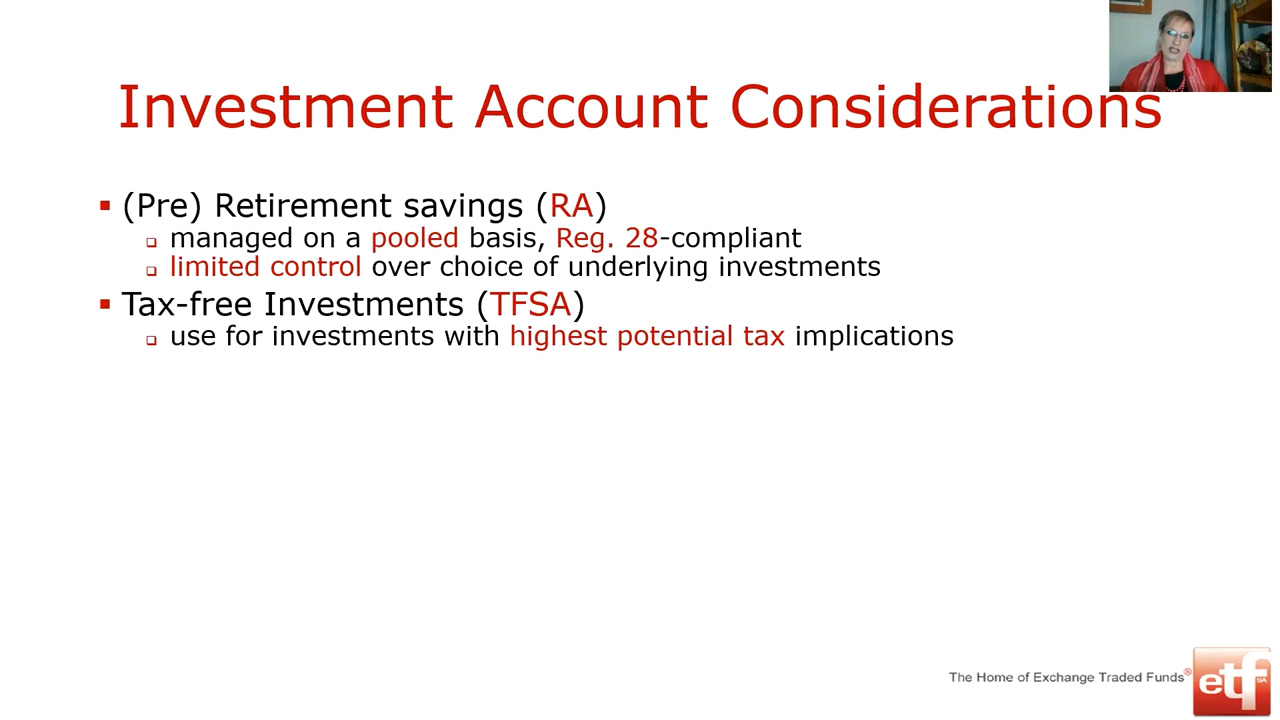 Investment Account Considerations
(Pre) Retirement savings (RA)
managed on a pooled basis, Reg. 28-compliant
limited control over choice of underlying investments
Tax-free Investments (TFSA)
use for investments with highest potential tax implications
The Home of Exchange Traded Funds®
etf SA